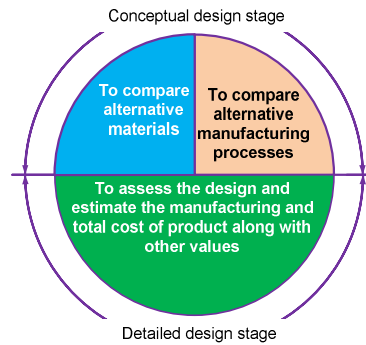 Conceptual design stage
To compare
alternative
materials
To compare
alternative
manufacturing
processes
To assess the design and
estimate the manufacturing and
total cost of product along with
other values
Detailed design stage